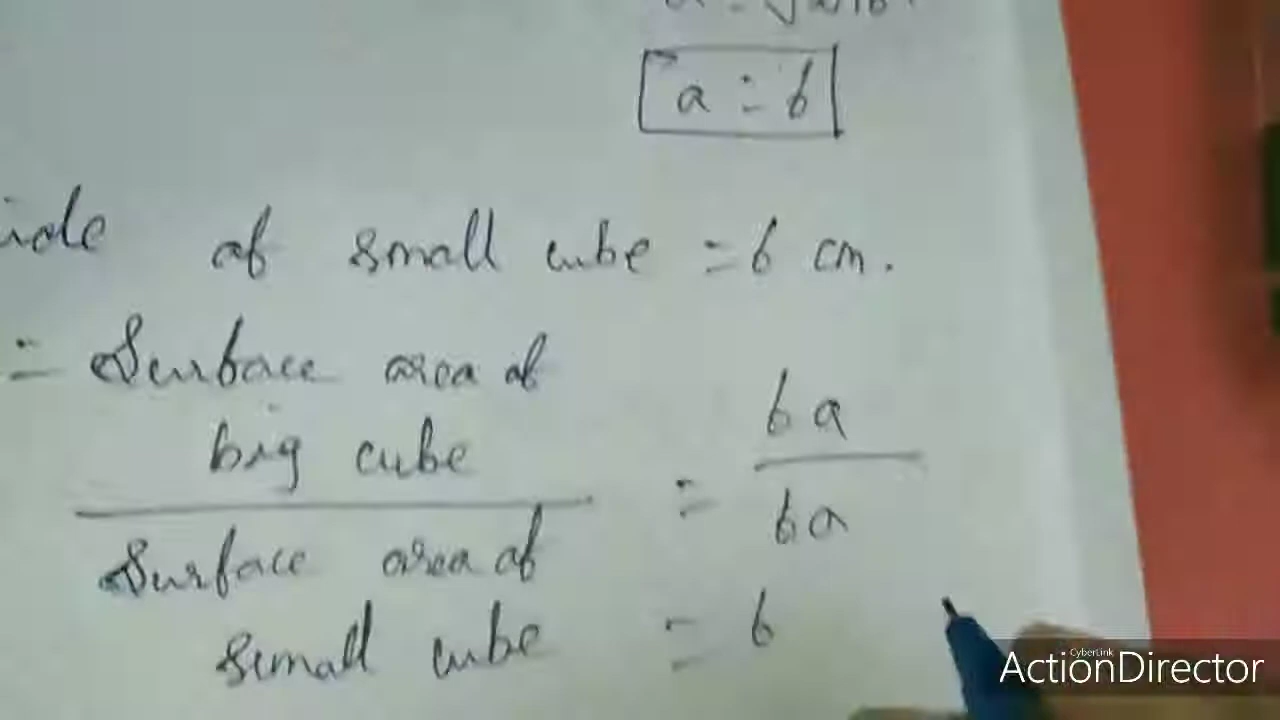 a = 6
of small cube = 6 cm.
= Surface area of
big cube
= 6a
6a
Surface area of
small cube = 6
CyberLink
ActionDirector